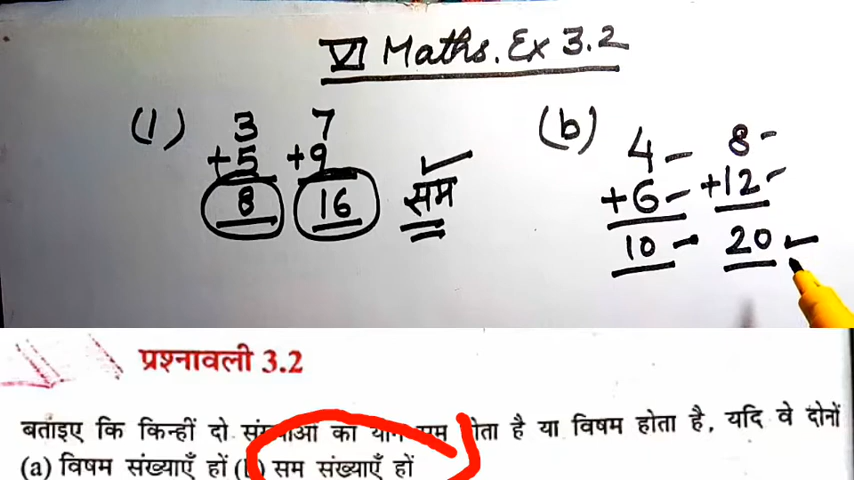 VI Maths. Ex 3.2
(1) 3 7 (b) 4 8
+5 +9 +6 +12
8 16 सम 10 20
प्रश्नावली 3.2
बताइए कि किन्हीं दो संख्याओं का योग सम होता है या विषम होता है, यदि वे दोनों
(a) विषम संख्याएँ हों (b) सम संख्याएँ हों